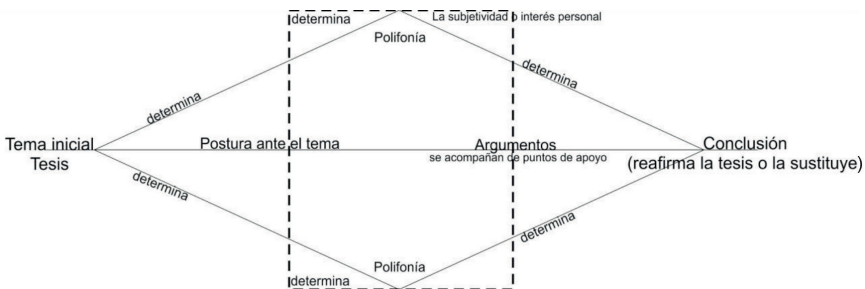 determina
La subjetividad o interés personal
Polifonía
determina
determina
Tema inicial
Tesis
Postura ante el tema
Argumentos
se acompañan de puntos de apoyo
Conclusión
(reafirma la tesis o la sustituye)
determina
determina
Polifonía
determina